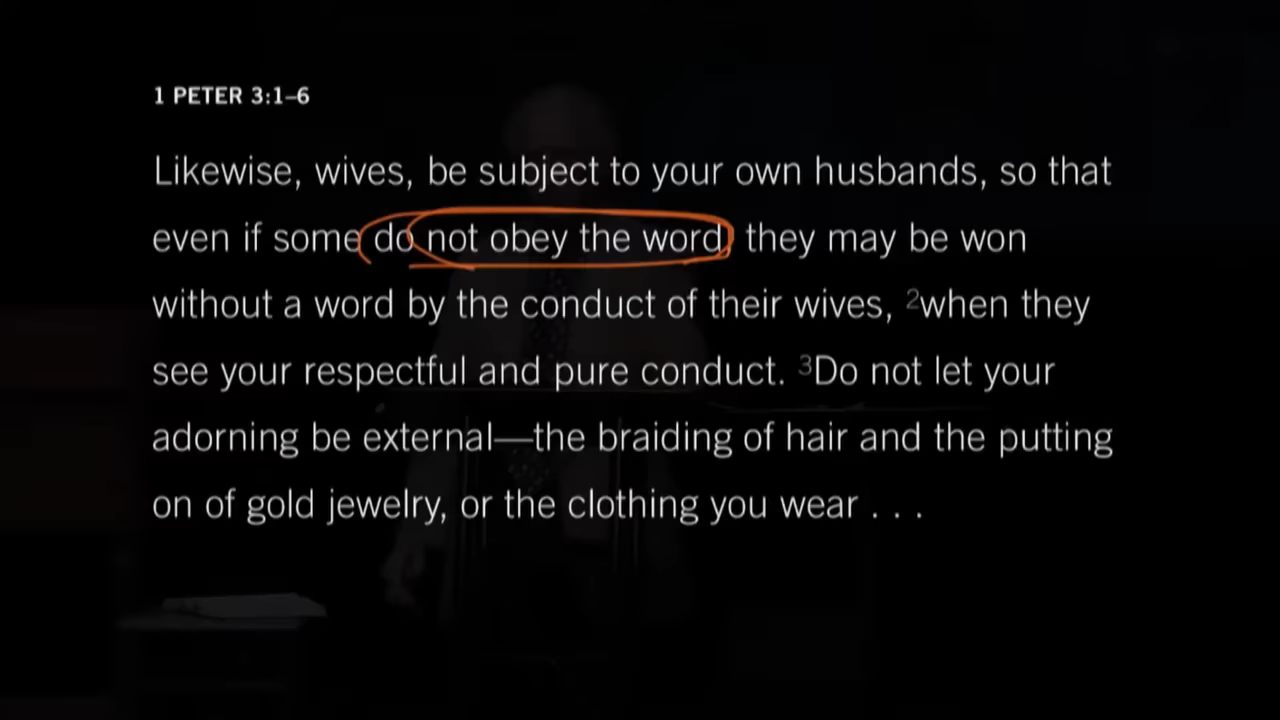 1 PETER 3:1–6
Likewise, wives, be subject to your own husbands, so that
even if some do not obey the word, they may be won
without a word by the conduct of their wives, 2when they
see your respectful and pure conduct. 3Do not let your
adorning be external—the braiding of hair and the putting
on of gold jewelry, or the clothing you wear . . .